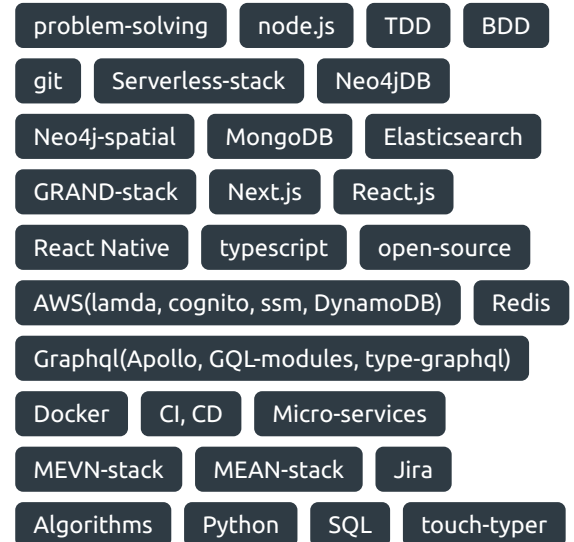 problem-solving node.js TDD BDD
git Serverless-stack Neo4jDB
Neo4j-spatial MongoDB Elasticsearch
GRAND-stack Next.js React.js
React Native typescript open-source
AWS(lamda, cognito, ssm, DynamoDB) Redis
Graphql(Apollo, GQL-modules, type-graphql)
Docker CI, CD Micro-services
MEVN-stack MEAN-stack Jira
Algorithms Python SQL touch-typer